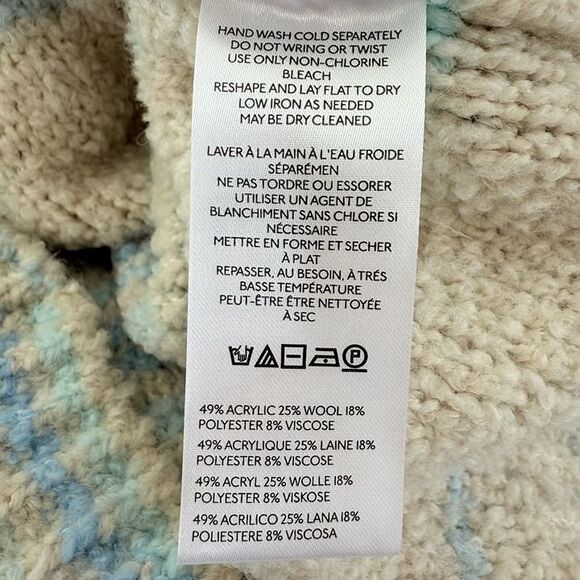 HAND WASH COLD SEPARATELY
DO NOT WRING OR TWIST
USE ONLY NON-CHLORINE
BLEACH
RESHAPE AND LAY FLAT TO DRY
LOW IRON AS NEEDED
MAY BE DRY CLEANED
LAVER À LA MAIN À L'EAU FROIDE
SÉPARÉMEN
NE PAS TORDRE OU ESSORER
UTILISER UN AGENT DE
BLANCHIMENT SANS CHLORE SI
NÉCESSAIRE
METTRE EN FORME ET SECHER
À PLAT
REPASSER, AU BESOIN, À TRÉS
BASSE TEMPÉRATURE
PEUT-ÊTRE ÊTRE NETTOYÉE
À SEC
P
49% ACRYLIC 25% WOOL 18%
POLYESTER 8% VISCOSE
49% ACRYLIQUE 25% LAINE 18%
POLYESTER 8% VISCOSE
49% ACRYL 25% WOLLE 18%
POLYESTER 8% VISKOSE
49% ACRILICO 25% LANA 18%
POLIESTERE 8% VISCOSA